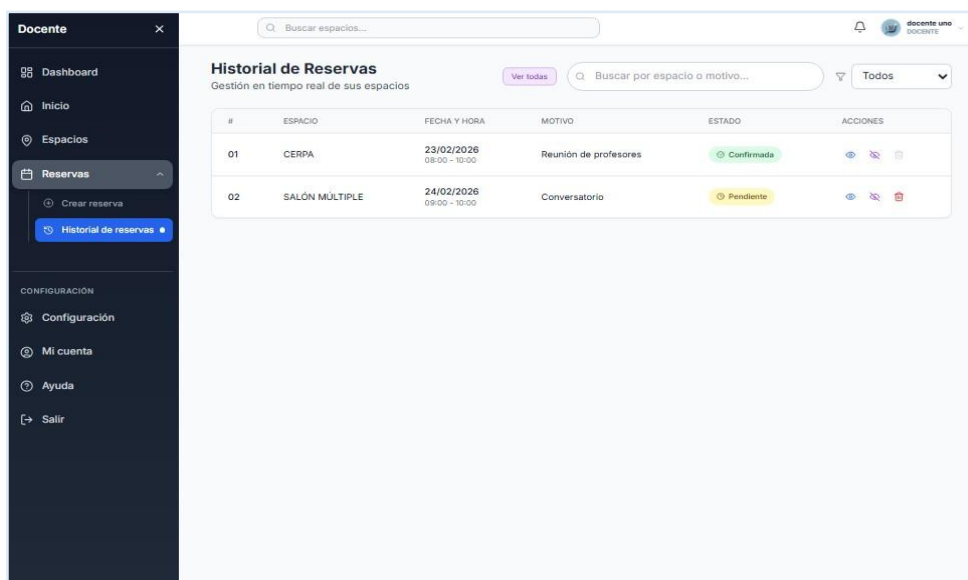 Docente
Buscar espacios...
docente uno
DOCENTE
Dashboard
Inicio
Espacios
Reservas
Crear reserva
Historial de reservas
CONFIGURACIÓN
Configuración
Mi cuenta
Ayuda
Salir
Historial de Reservas
Gestión en tiempo real de sus espacios
Ver todas
Buscar por espacio o motivo...
Todos
# ESPACIO FECHA Y HORA MOTIVO ESTADO ACCIONES
01 CERPA 23/02/2026 Reunión de profesores Confirmada
08:00 - 10:00
02 SALÓN MÚLTIPLE 24/02/2026 Conversatorio Pendiente
09:00 - 10:00